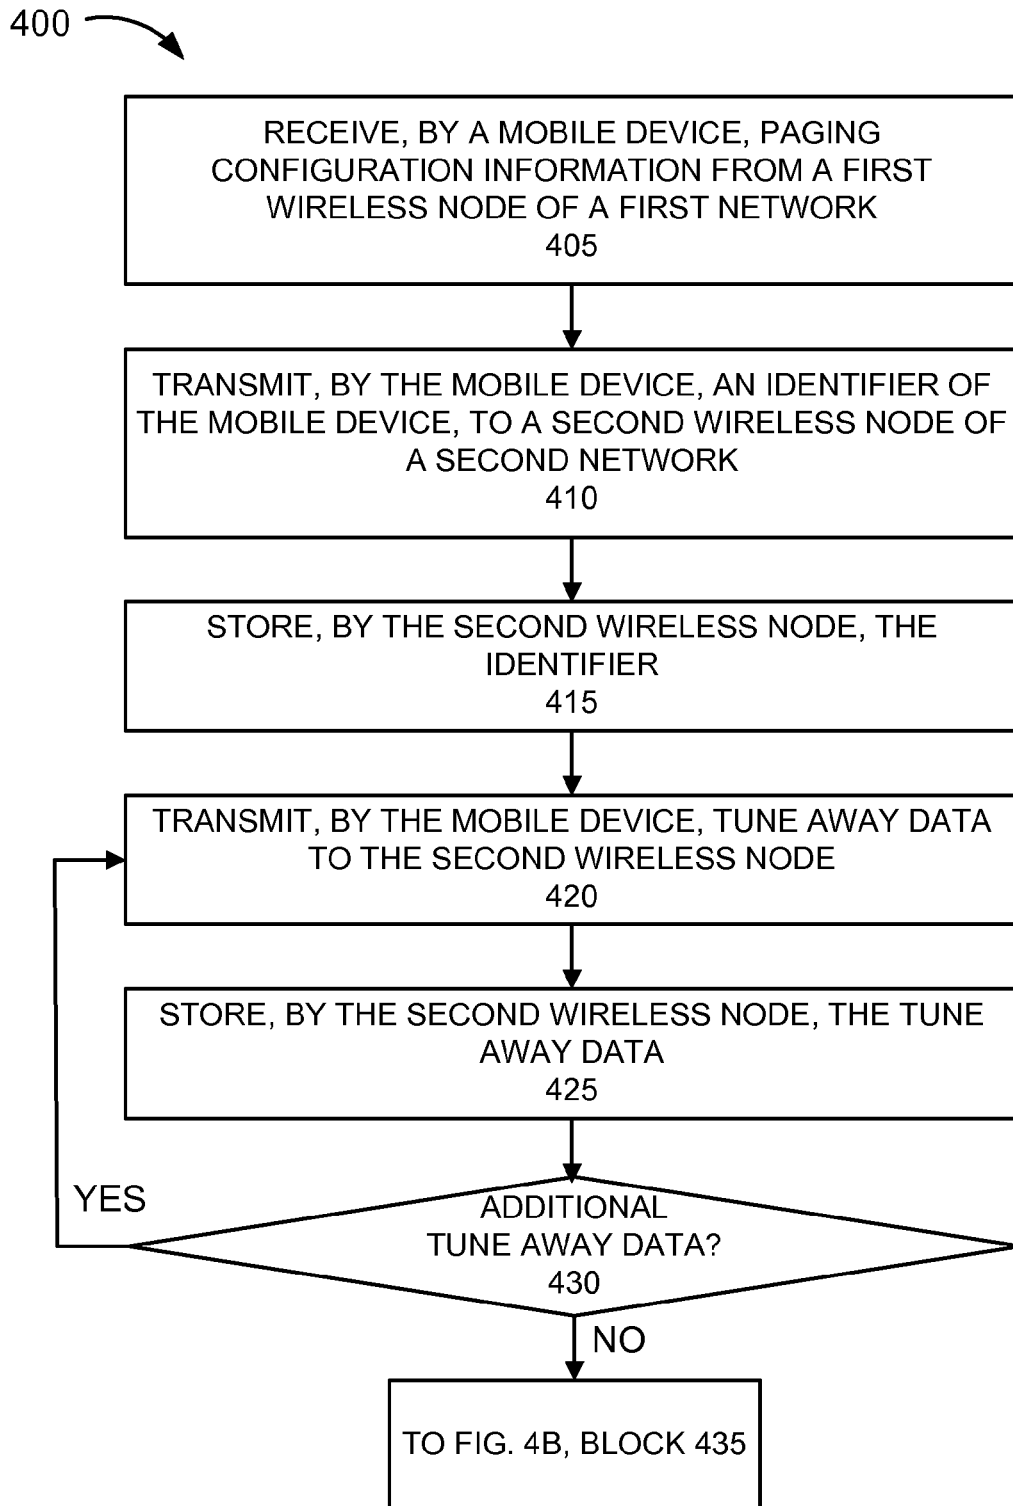 400
RECEIVE, BY A MOBILE DEVICE, PAGING
CONFIGURATION INFORMATION FROM A FIRST
WIRELESS NODE OF A FIRST NETWORK
405
TRANSMIT, BY THE MOBILE DEVICE, AN IDENTIFIER OF
THE MOBILE DEVICE, TO A SECOND WIRELESS NODE OF
A SECOND NETWORK
410
STORE, BY THE SECOND WIRELESS NODE, THE
IDENTIFIER
415
TRANSMIT, BY THE MOBILE DEVICE, TUNE AWAY DATA
TO THE SECOND WIRELESS NODE
420
STORE, BY THE SECOND WIRELESS NODE, THE TUNE
AWAY DATA
425
YES
ADDITIONAL
TUNE AWAY DATA?
430
NO
TO FIG. 4B, BLOCK 435